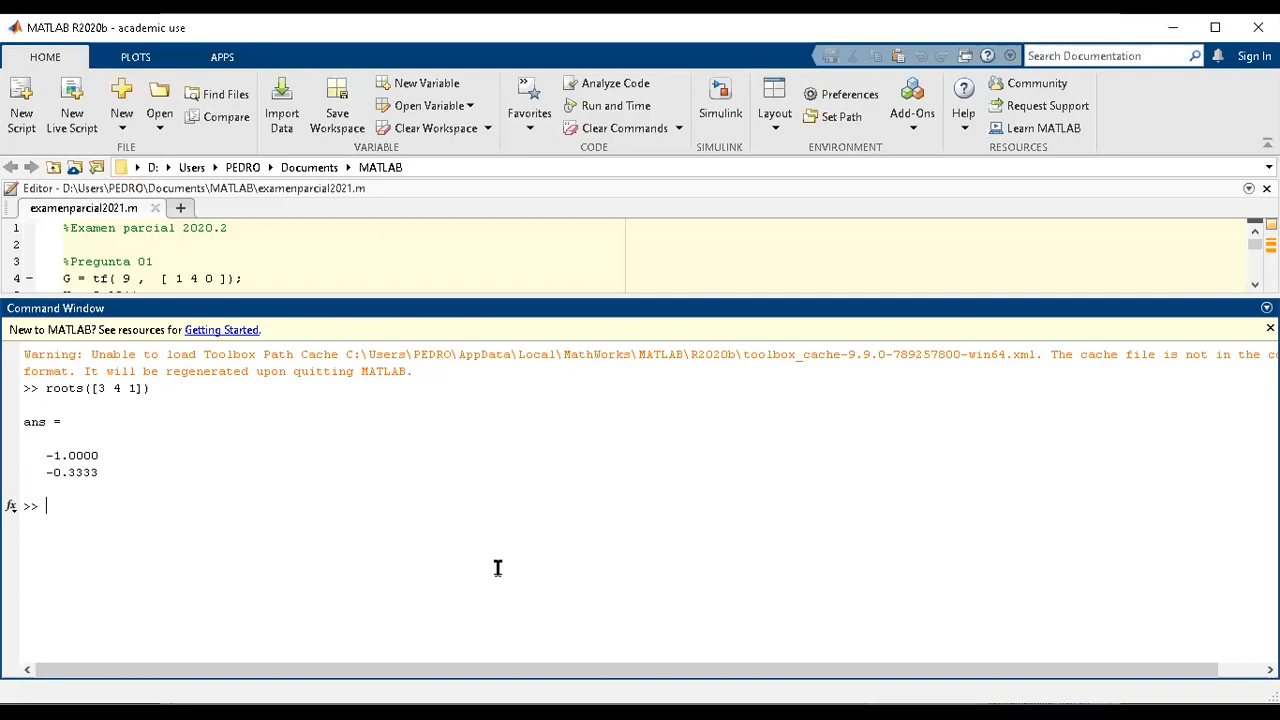 MATLAB R2020b - academic use
HOME PLOTS APPS Search Documentation Sign In
New Script
New Live Script
New
Open
Find Files
Compare
FILE
Import Data
Save Workspace
New Variable
Open Variable
Clear Workspace
VARIABLE
Favorites
Analyze Code
Run and Time
Clear Commands
CODE
Simulink
SIMULINK
Layout
Preferences
Set Path
Add-Ons
ENVIRONMENT
Help
Community
Request Support
Learn MATLAB
RESOURCES
D: Users PEDRO Documents MATLAB
Editor - D:\Users\PEDRO\Documents\MATLAB\examenparcial2021.m
examenparcial2021.m
1 %Examen parcial 2020.2
2
3 %Pregunta 01
4 - G = tf( 9 , [ 1 4 0 ]);
Command Window
New to MATLAB? See resources for Getting Started.
Warning: Unable to load Toolbox Path Cache C:\Users\PEDRO\AppData\Local\MathWorks\MATLAB\R2020b\toolbox_cache-9.9.0-789257800-win64.xml. The cache file is not in the co
format. It will be regenerated upon quitting MATLAB.
>> roots([3 4 1])
ans =
-1.0000
-0.3333
fx >>